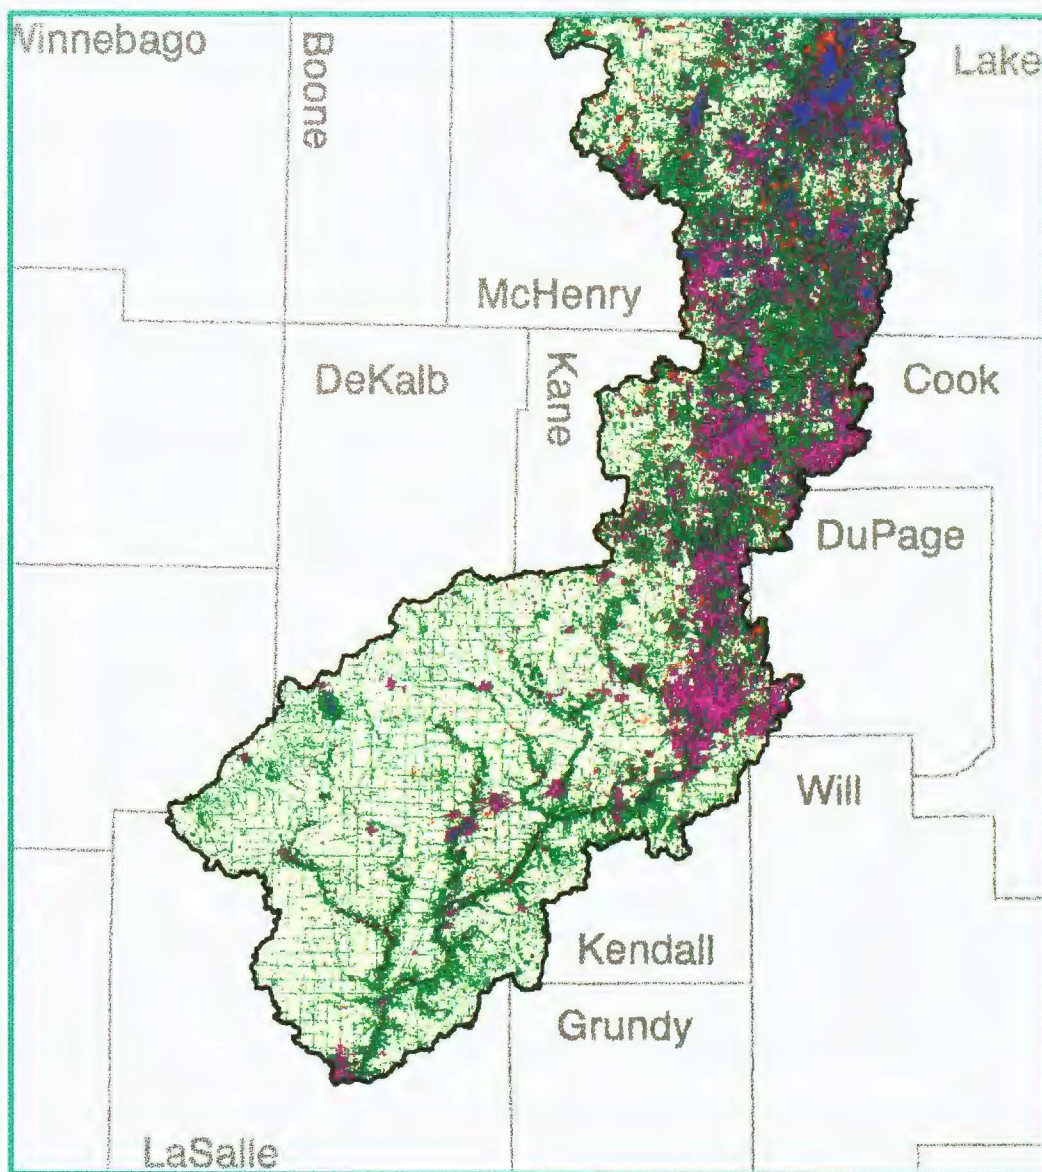 Winnebago
Boone
Lake
McHenry
DeKalb
Kane
Cook
DuPage
Will
Kendall
Grundy
LaSalle